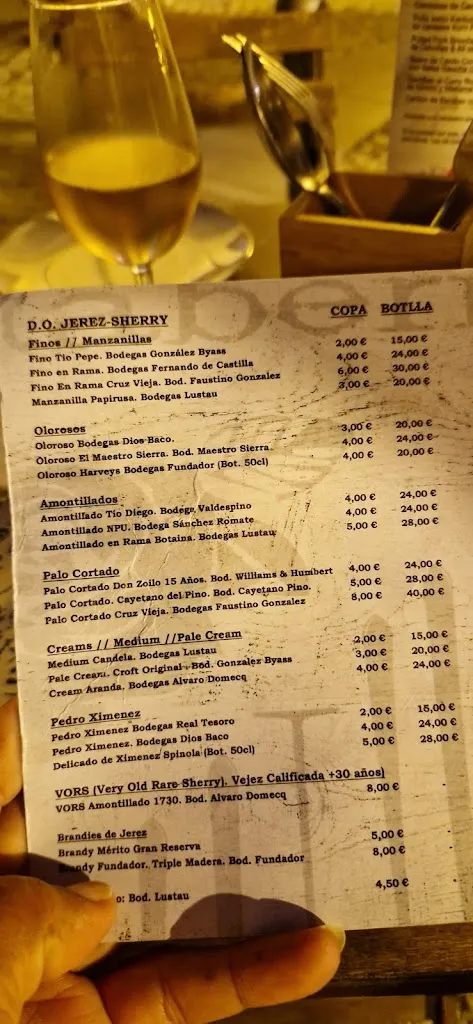 D.O. JEREZ-SHERRY COPA BOTLLA
Finos // Manzanillas
Fino Tio Pepe. Bodegas González Byass 2,00 € 15,00 €
Fino en Rama. Bodegas Fernando de Castilla 4,00 € 24,00 €
Fino En Rama Cruz Vieja. Bod. Faustino Gonzalez 6,00 € 30,00 €
Manzanilla Papirusa. Bodegas Lustau 3,00 € 20,00 €
Olorosos
Oloroso Bodegas Dios Baco. 3,00 € 20,00 €
Oloroso El Maestro Sierra. Bod. Maestro Sierra. 4,00 € 24,00 €
Oloroso Harveys Bodegas Fundador (Bot. 50cl) 4,00 € 20,00 €
Amontillados
Amontillado Tio Diego. Bodega Valdespino 4,00 € 24,00 €
Amontillado NPU. Bodega Sánchez Romate 4,00 € 24,00 €
Amontillado en Rama Botaina. Bodegas Lustau 5,00 € 28,00 €
Palo Cortado
Palo Cortado Don Zoilo 15 Años. Bod. Williams & Humbert 4,00 € 24,00 €
Palo Cortado. Cayetano del Pino. Bod. Cayetano Pino. 5,00 € 28,00 €
Palo Cortado Cruz Vieja. Bodegas Faustino Gonzalez 8,00 € 40,00 €
Creams // Medium //Pale Cream
Medium Candela. Bodegas Lustau 2,00 € 15,00 €
Pale Cream. Croft Original. Bod. Gonzalez Byass 3,00 € 20,00 €
Cream Aranda. Bodegas Alvaro Domecq 4,00 € 24,00 €
Pedro Ximenez
Pedro Ximenez Bodegas Real Tesoro 2,00 € 15,00 €
Pedro Ximenez. Bodegas Dios Baco 4,00 € 24,00 €
Delicado de Ximenez Spinola (Bot. 50cl) 5,00 € 28,00 €
VORS (Very Old Rare Sherry). Vejez Calificada +30 años)
VORS Amontillado 1730. Bod. Alvaro Domecq 8,00 €
Brandies de Jerez
Brandy Mérito Gran Reserva 5,00 €
Brandy Fundador. Triple Madera. Bod. Fundador 8,00 €
o: Bod. Lustau 4,50 €